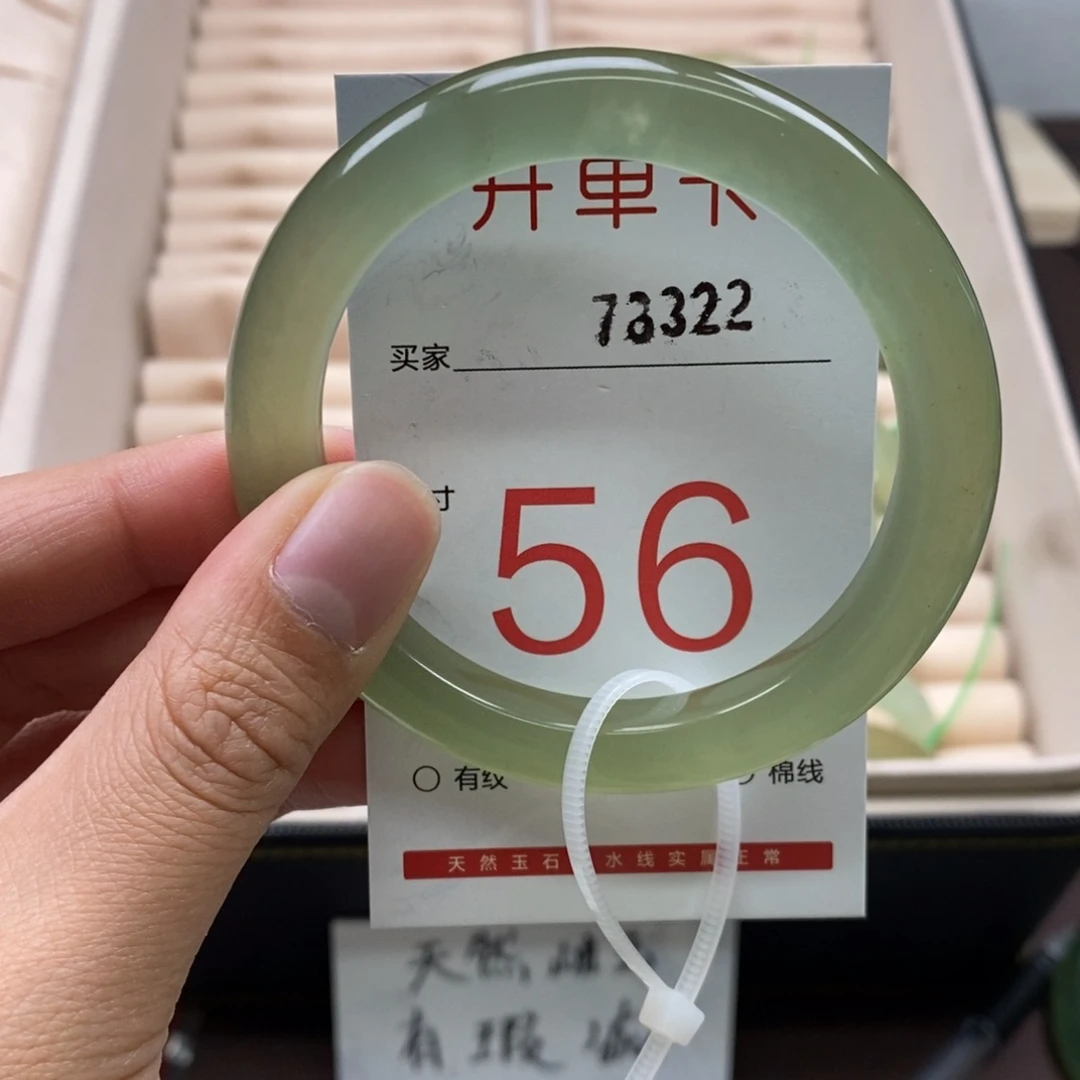 开单卡
73322
买家
寸
56
有纹 棉线
天然玉石 水线实属正常
天然
有瑕